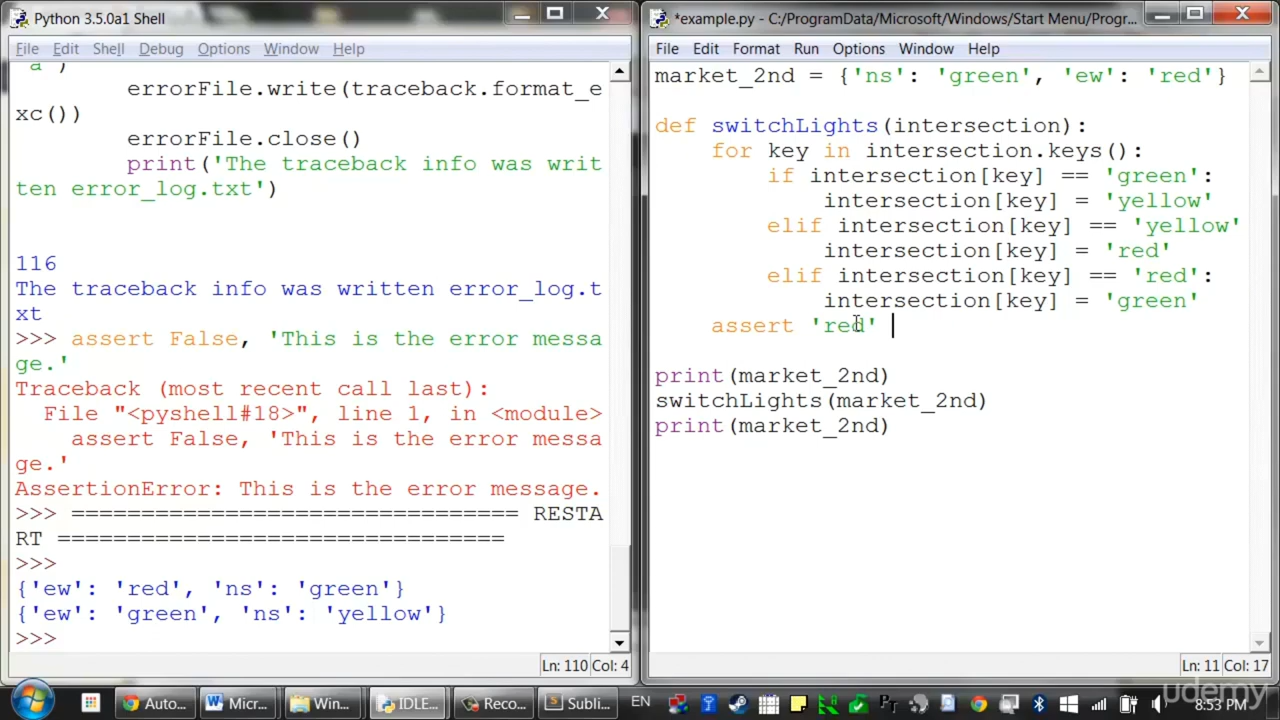 Python 3.5.0a1 Shell
File Edit Shell Debug Options Window Help
a')
errorFile.write(traceback.format_e
xc())
errorFile.close()
print('The traceback info was writ
ten error_log.txt')
116
The traceback info was written error_log.t
xt
>>> assert False, 'This is the error messa
ge.'
Traceback (most recent call last):
File "<pyshell#18>", line 1, in <module>
assert False, 'This is the error messa
ge.'
AssertionError: This is the error message.
>>> ================================ RESTA
RT ================================
>>>
{'ew': 'red', 'ns': 'green'}
{'ew': 'green', 'ns': 'yellow'}
>>>
Ln: 110 Col: 4
*example.py - C:/ProgramData/Microsoft/Windows/Start Menu/Progr...
File Edit Format Run Options Window Help
market_2nd = {'ns': 'green', 'ew': 'red'}
def switchLights(intersection):
for key in intersection.keys():
if intersection[key] == 'green':
intersection[key] = 'yellow'
elif intersection[key] == 'yellow'
intersection[key] = 'red'
elif intersection[key] == 'red':
intersection[key] = 'green'
assert 'red'
print(market_2nd)
switchLights(market_2nd)
print(market_2nd)
Ln: 11 Col: 17
Auto... Micr... Win... IDLE... Reco... Subli... EN 8:53 PM
udemy